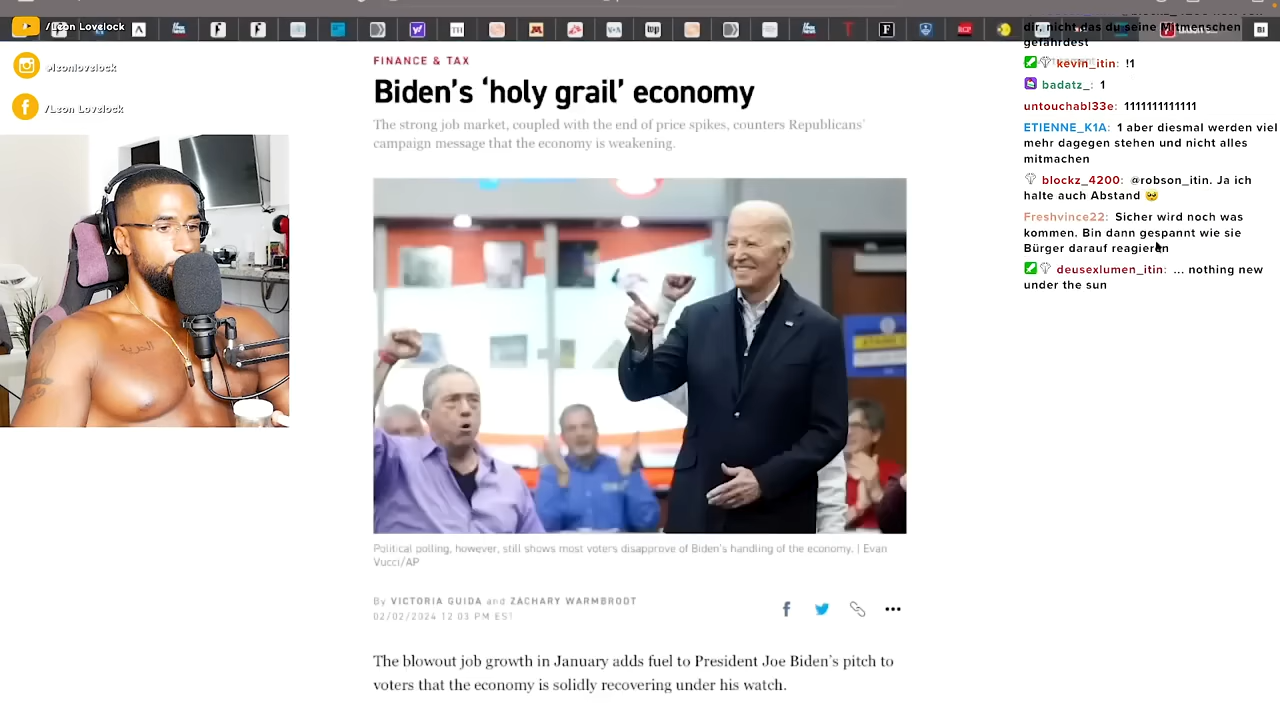 /Leon Lovelock
/leonlovelock
/Leon Lovelock
FINANCE & TAX
Biden's ‘holy grail’ economy
The strong job market, coupled with the end of price spikes, counters Republicans’
campaign message that the economy is weakening.
Political polling, however, still shows most voters disapprove of Biden's handling of the economy. | Evan
Vucci/AP
By VICTORIA GUIDA and ZACHARY WARMBRODT
02/02/2024 12:03 PM EST
The blowout job growth in January adds fuel to President Joe Biden’s pitch to
voters that the economy is solidly recovering under his watch.
dir, nicht das du seine Mitmenschen
gefährdest
kevin_itin: !1
badatz_: 1
untouchabl33e: 1111111111111
ETIENNE_K1A: 1 aber diesmal werden viel
mehr dagegen stehen und nicht alles
mitmachen
blockz_4200: @robson_itin. Ja ich
halte auch Abstand 🥺
Freshvince22: Sicher wird noch was
kommen. Bin dann gespannt wie sie
Bürger darauf reagieren
deusexlumen_itin: ... nothing new
under the sun